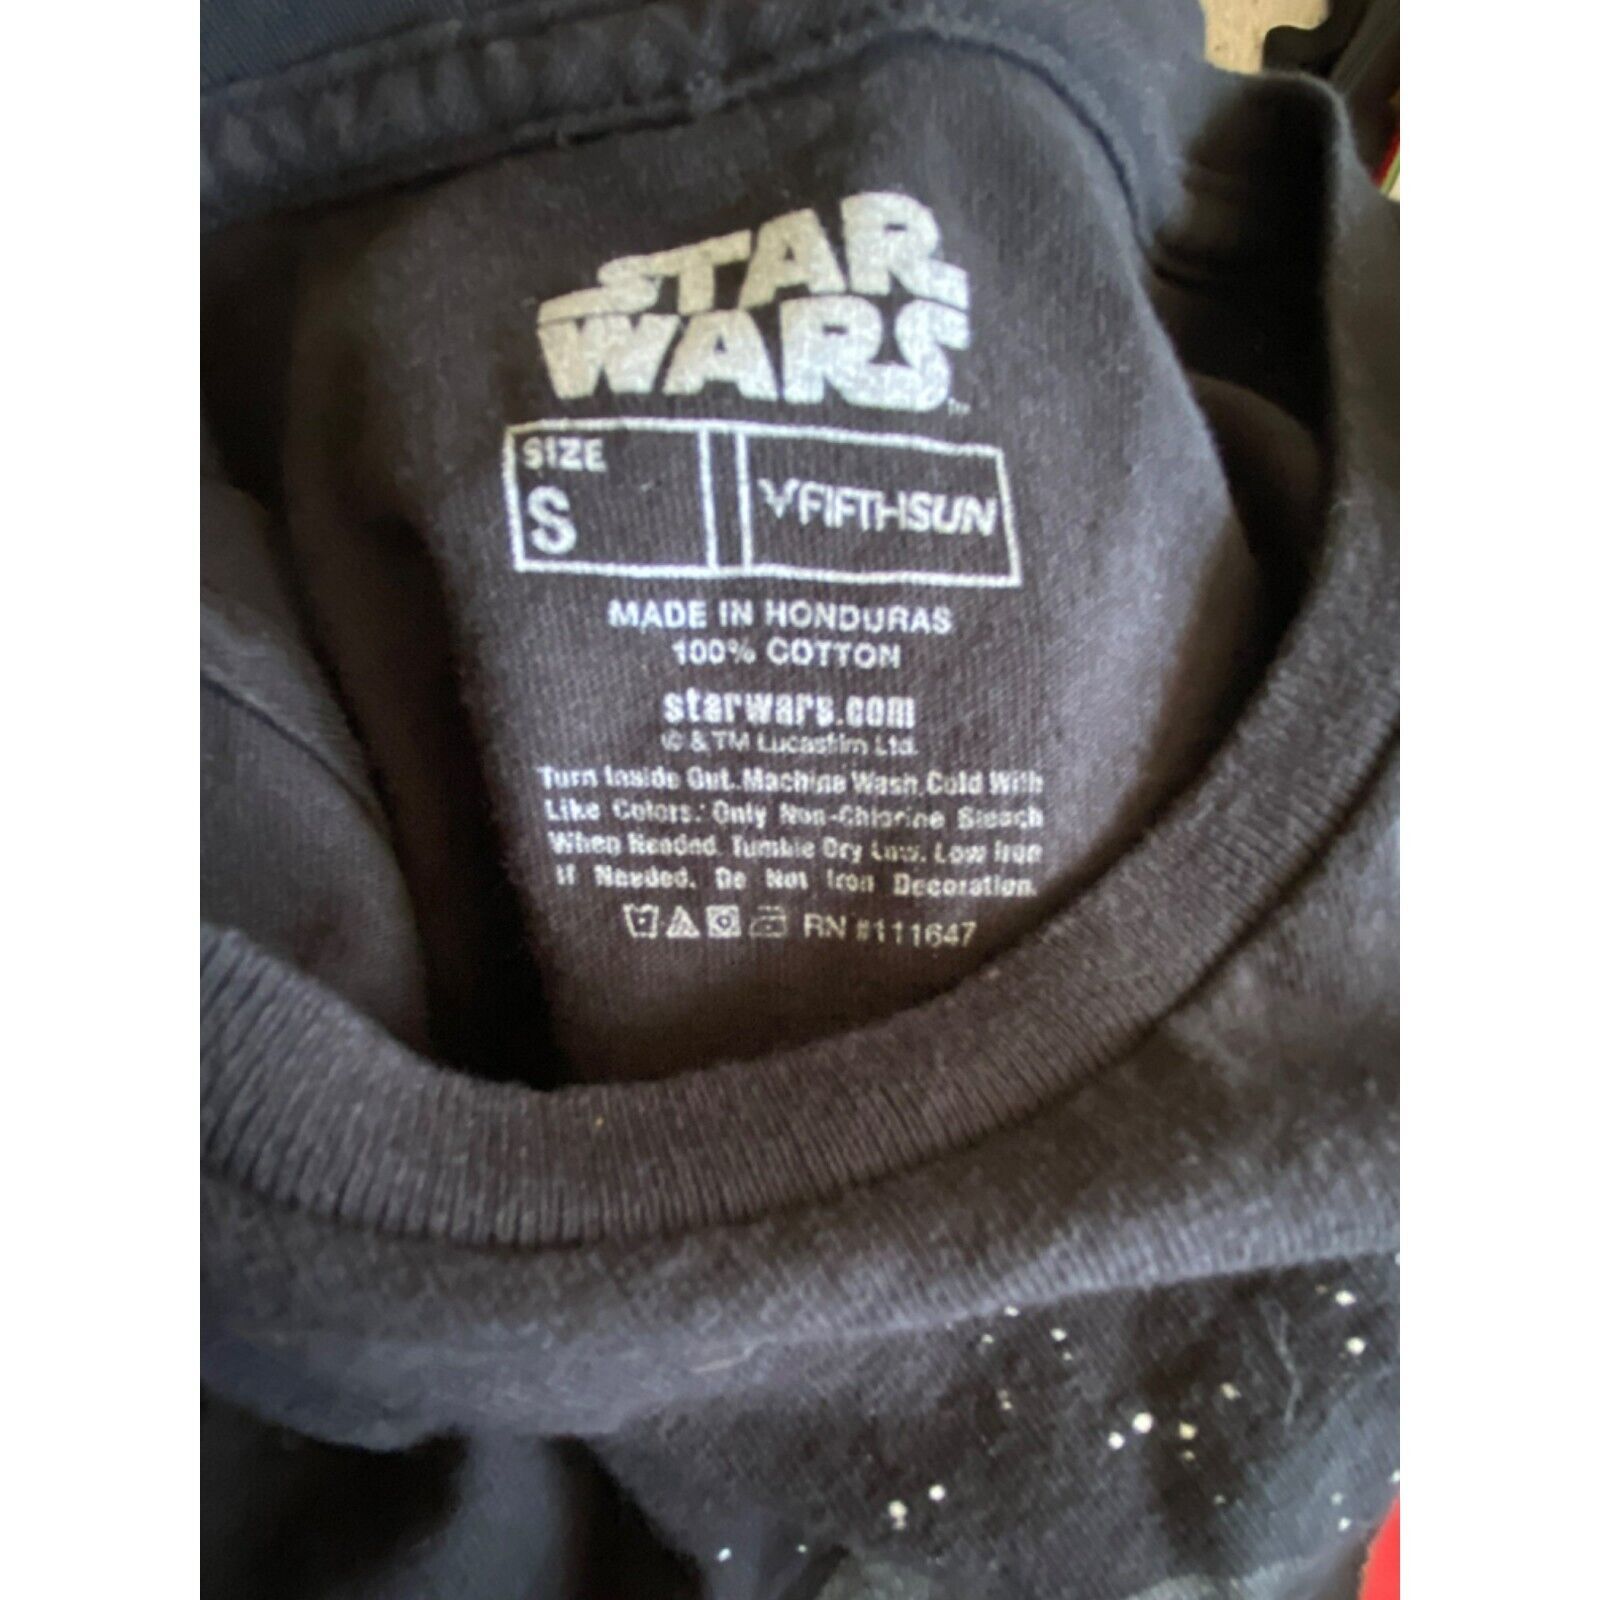 STAR
WARS™
SIZE
S
FIFTHSUN
MADE IN HONDURAS
100% COTTON
starwars.com
© & TM Lucasfilm Ltd.
Turn Inside Out. Machine Wash Cold With
Like Colors. Only Non-Chlorine Bleach
When Needed. Tumble Dry Low. Low Iron
If Needed. Do Not Iron Decoration.
RN #111647